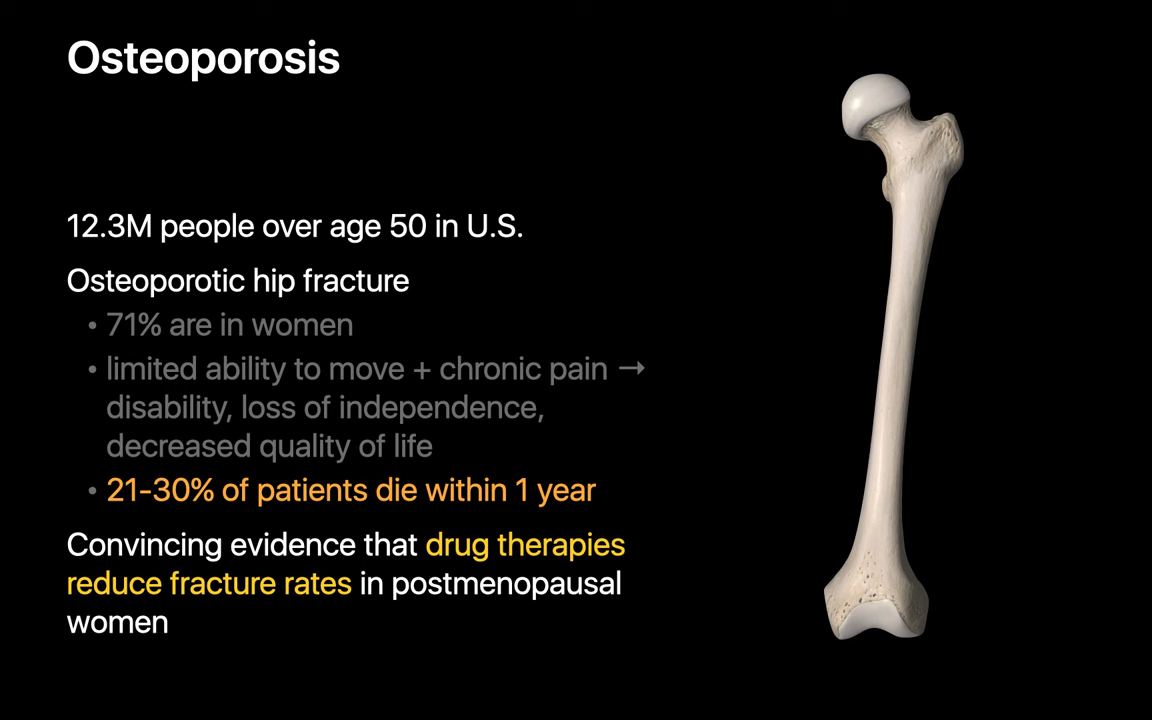 Osteoporosis
12.3M people over age 50 in U.S.
Osteoporotic hip fracture
• 71% are in women
• limited ability to move + chronic pain →
disability, loss of independence,
decreased quality of life
• 21-30% of patients die within 1 year
Convincing evidence that drug therapies
reduce fracture rates in postmenopausal
women